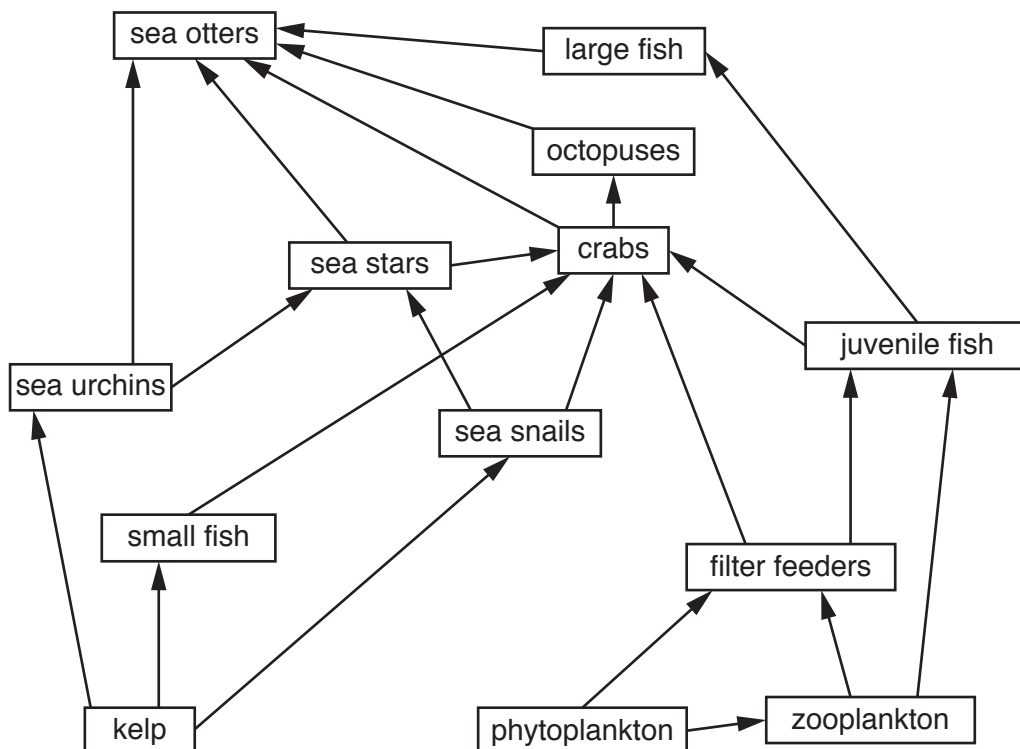 sea otters
large fish
octopuses
crabs
sea stars
juvenile fish
sea urchins
sea snails
small fish
filter feeders
kelp
phytoplankton
zooplankton